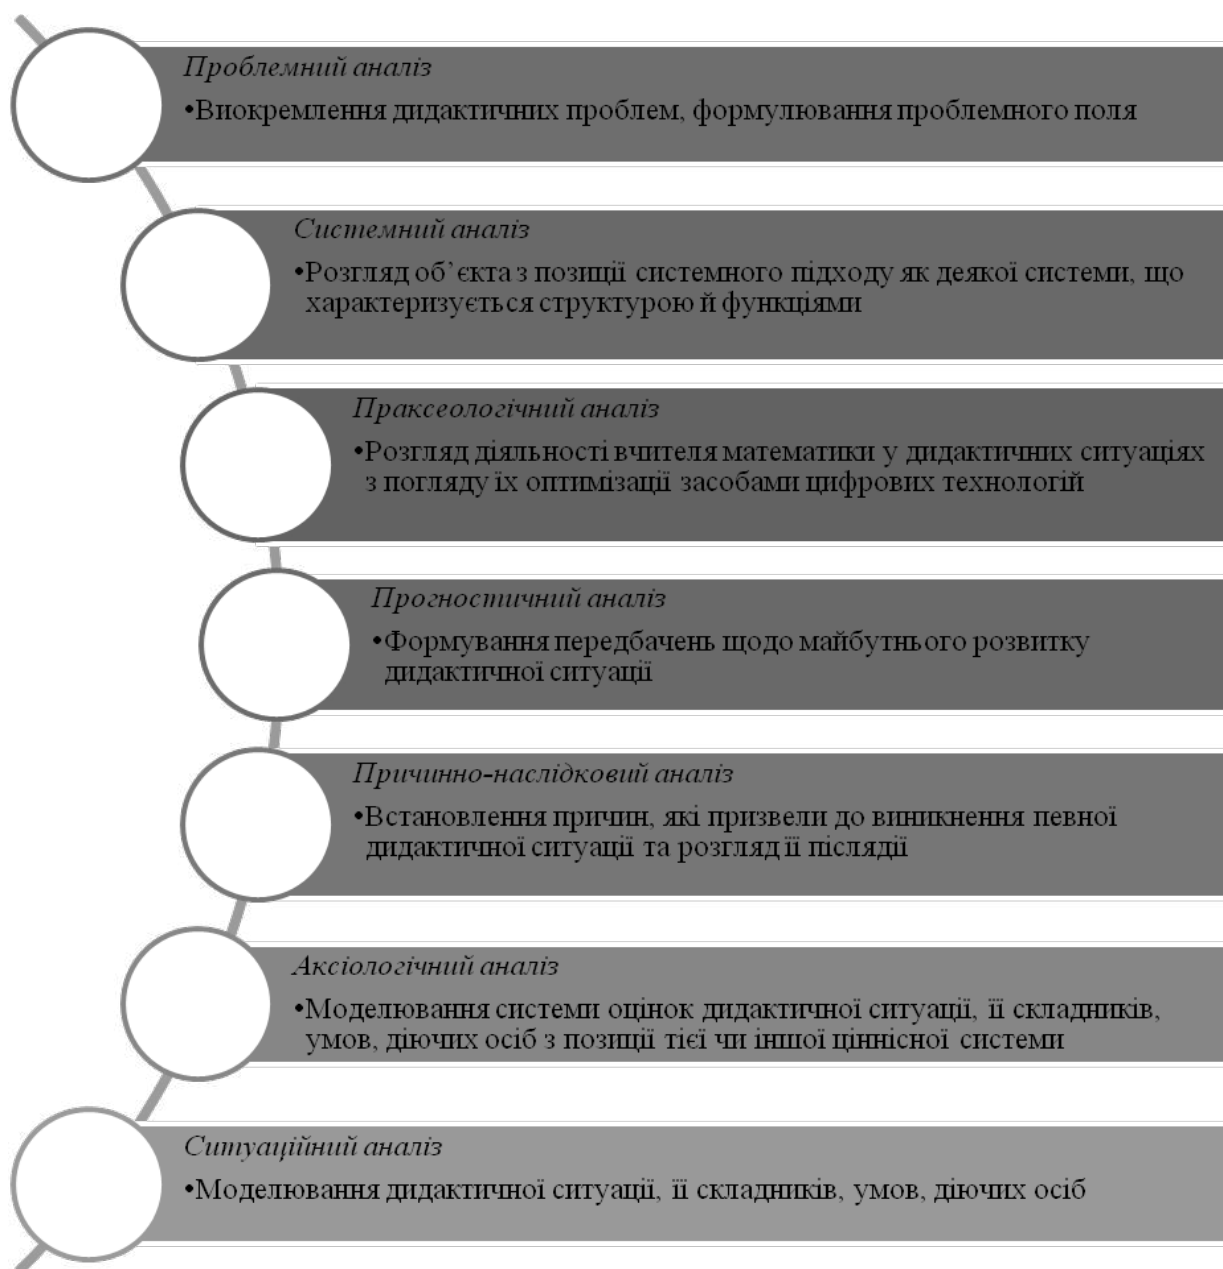 Проблемний аналіз
•Виокремлення дидактичних проблем, формулювання проблемного поля
Системний аналіз
•Розгляд об’єкта з позиції системного підходу як деякої системи, що
характеризується структурою й функціями
Праксеологічний аналіз
•Розгляд діяльності вчителя математики у дидактичних ситуаціях
з погляду їх оптимізації засобами цифрових технологій
Прогностичний аналіз
•Формування передбачень щодо майбутнього розвитку
дидактичної ситуації
Причинно-наслідковий аналіз
•Встановлення причин, які призвели до виникнення певної
дидактичної ситуації та розгляд її післядії
Аксіологічний аналіз
•Моделювання системи оцінок дидактичної ситуації, її складників,
умов, діючих осіб з позиції тієї чи іншої ціннісної системи
Ситуаційний аналіз
•Моделювання дидактичної ситуації, її складників, умов, діючих осіб